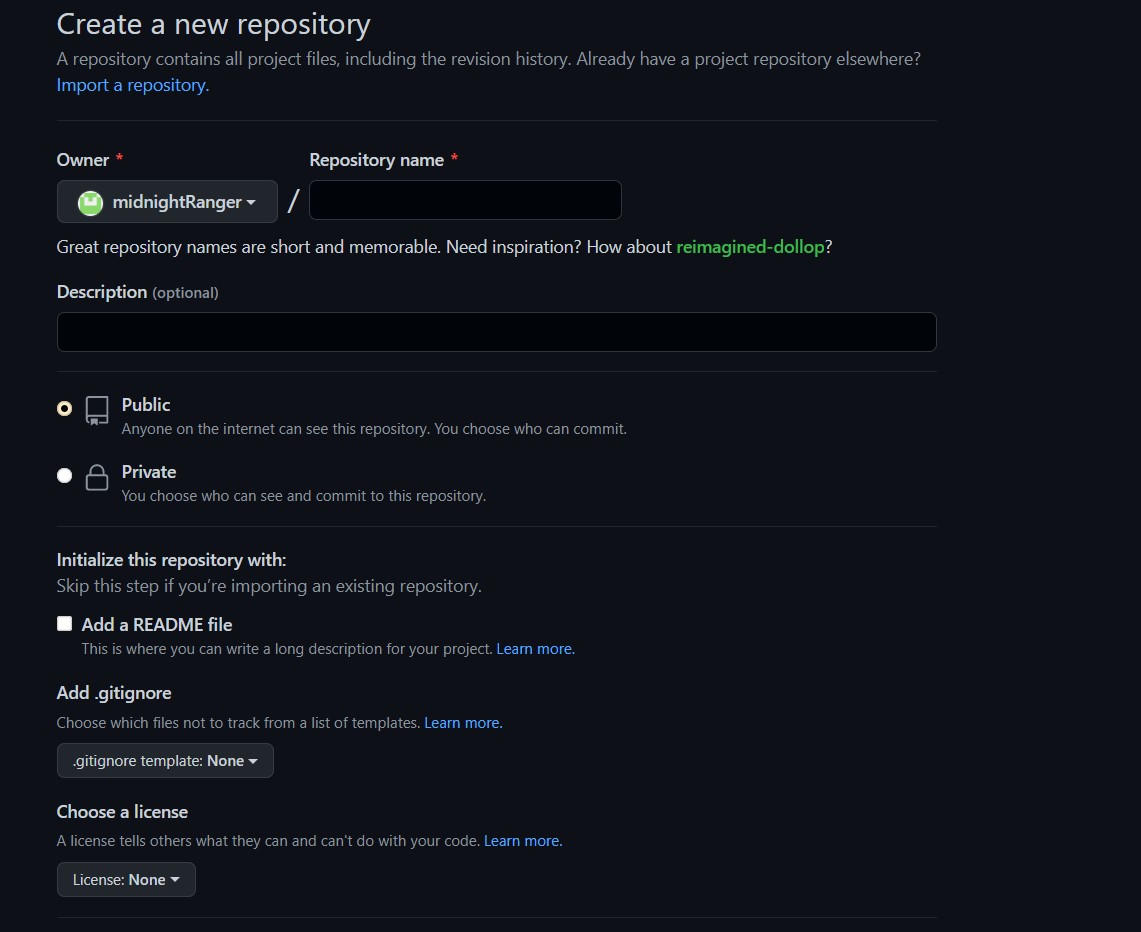 Create a new repository
A repository contains all project files, including the revision history. Already have a project repository elsewhere?
Import a repository.
Owner * Repository name *
midnightRanger /
Great repository names are short and memorable. Need inspiration? How about reimagined-dollop?
Description (optional)
Public
Anyone on the internet can see this repository. You choose who can commit.
Private
You choose who can see and commit to this repository.
Initialize this repository with:
Skip this step if you’re importing an existing repository.
Add a README file
This is where you can write a long description for your project. Learn more.
Add .gitignore
Choose which files not to track from a list of templates. Learn more.
.gitignore template: None
Choose a license
A license tells others what they can and can't do with your code. Learn more.
License: None